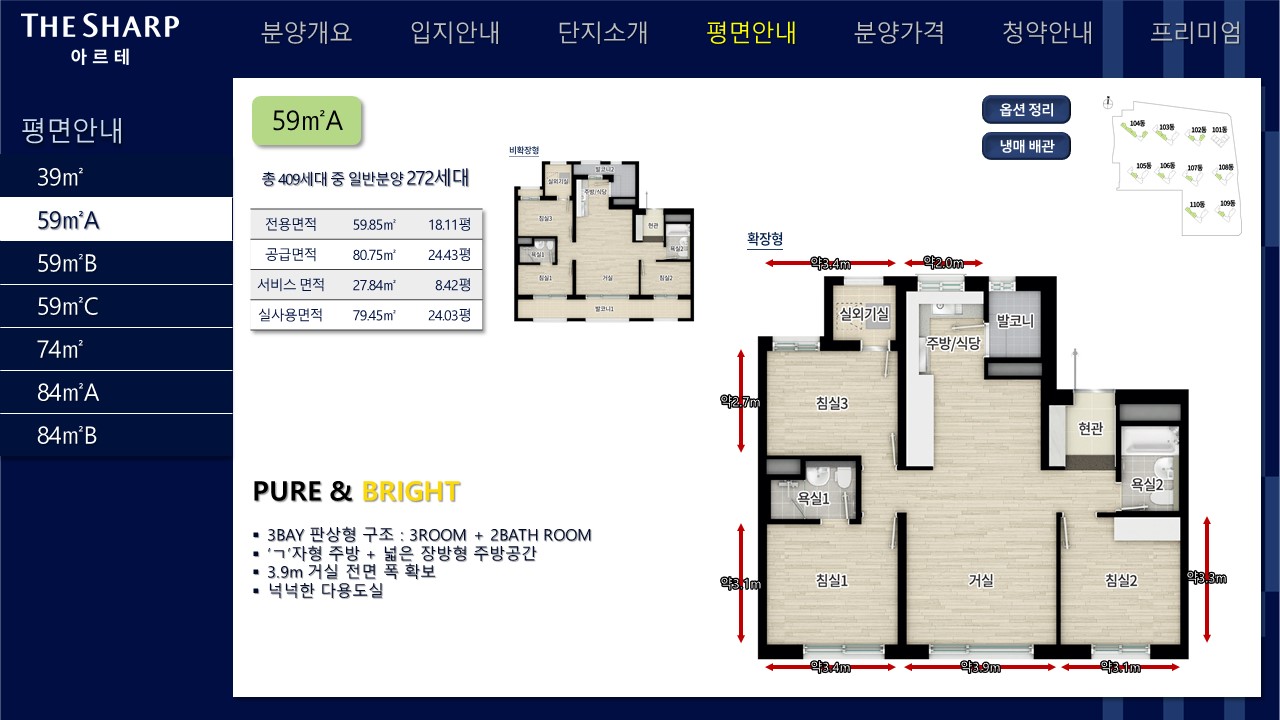 THE SHARP
아르테
분양개요 입지안내 단지소개 평면안내 분양가격 청약안내 프리미엄
평면안내
39㎡
59㎡A
59㎡B
59㎡C
74㎡
84㎡A
84㎡B
59㎡A
총 409세대 중 일반분양 272세대
전용면적 59.85㎡ 18.11평
공급면적 80.75㎡ 24.43평
서비스 면적 27.84㎡ 8.42평
실사용면적 79.45㎡ 24.03평
비확장형
실외기실
발코니2
주방/식당
침실3
현관
욕실1
욕실2
침실1
거실
침실2
발코니1
옵션 정리
냉매 배관
104동
103동
102동
101동
105동
106동
107동
108동
110동
109동
확장형
약3.4m
약2.0m
실외기실
발코니
주방/식당
약2.7m
침실3
현관
욕실1
욕실2
약3.1m
침실1
거실
침실2
약3.3m
약3.4m
약3.9m
약3.1m
PURE & BRIGHT
▪ 3BAY 판상형 구조 : 3ROOM + 2BATH ROOM
▪ 'ㄱ'자형 주방 + 넓은 장방형 주방공간
▪ 3.9m 거실 전면 폭 확보
▪ 넉넉한 다용도실